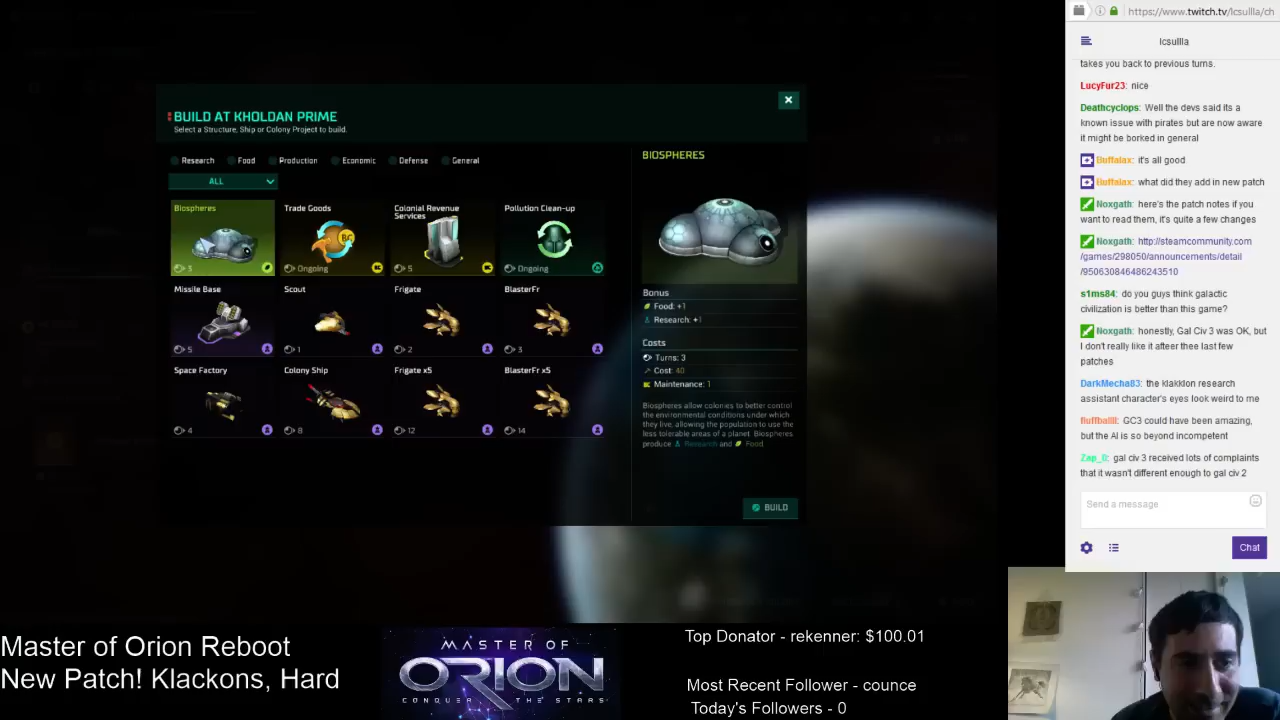 BUILD AT KHOLDAN PRIME
Select a Structure, Ship or Colony Project to build.
Research Food Production Economic Defense General
ALL
Biospheres
3
Trade Goods
BC
Ongoing
Colonial Revenue
Services
5
Pollution Clean-up
Ongoing
Missile Base
5
Scout
1
Frigate
2
BlasterFr
3
Space Factory
4
Colony Ship
8
Frigate x5
12
BlasterFr x5
14
BIOSPHERES
Bonus
Food: +1
Research: +1
Costs
Turns: 3
Cost: 40
Maintenance: 1
Biospheres allow colonies to better control
the environmental conditions under which
they live, allowing the population to use the
less tolerable areas of a planet. Biospheres
produce Research and Food.
BUILD
https://www.twitch.tv/lcsullla/ch
lcsullla
takes you back to previous turns.
LucyFur23: nice
Deathcyclops: Well the devs said its a
known issue with pirates but are now aware
it might be borked in general
Buffalax: it's all good
Buffalax: what did they add in new patch
Noxgath: here's the patch notes if you
want to read them, it's quite a few changes
Noxgath: http://steamcommunity.com
/games/298050/announcements/detail
/950630846486243510
s1ms84: do you guys think galactic
civilization is better than this game?
Noxgath: honestly, Gal Civ 3 was OK, but
I don't really like it afteer thee last few
patches
DarkMecha83: the klakklon research
assistant character's eyes look weird to me
fluffballll: GC3 could have been amazing,
but the AI is so beyond incompetent
Zap_0: gal civ 3 received lots of complaints
that it wasn't different enough to gal civ 2
Send a message
Chat
Master of Orion Reboot
New Patch! Klackons, Hard
MASTER OF
ORION
CONQUER THE STARS
Top Donator - rekenner: $100.01
Most Recent Follower - counce
Today's Followers - 0